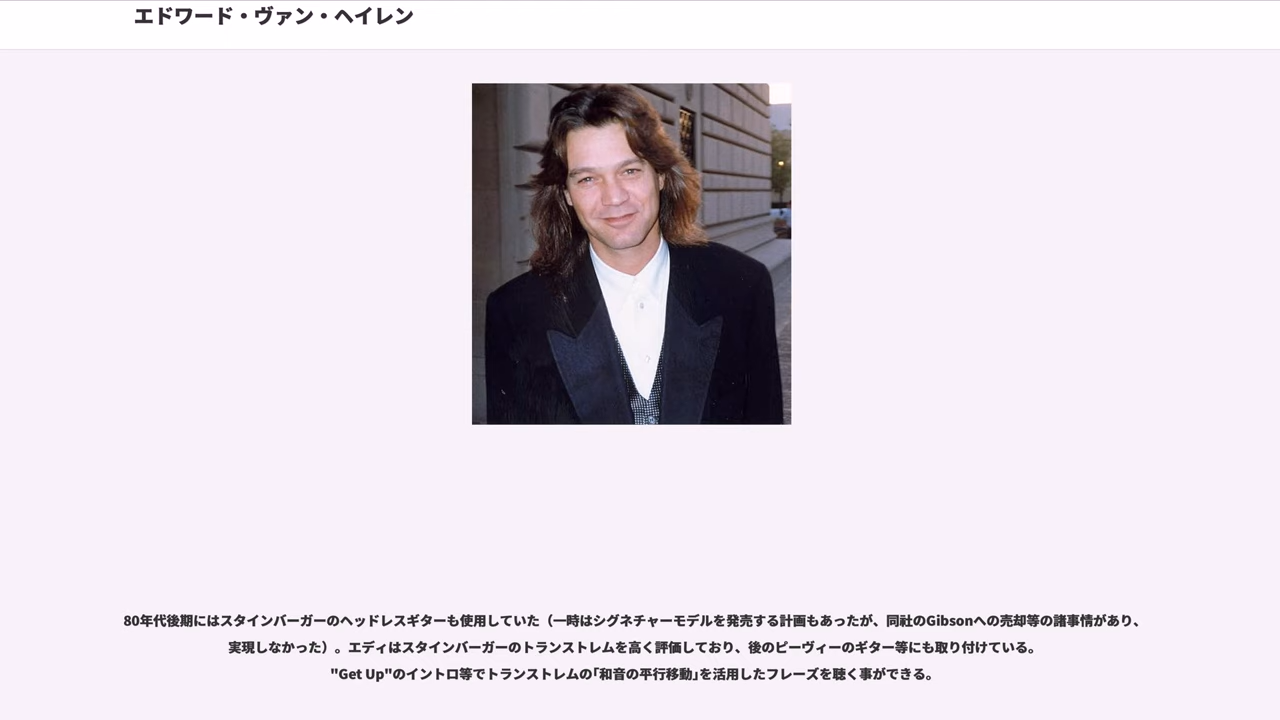 エドワード・ヴァン・ヘイレン
80年代後期にはスタインバーガーのヘッドレスギターも使用していた（一時はシグネチャーモデルを発売する計画もあったが、同社のGibsonへの売却等の諸事情があり、
実現しなかった）。エディはスタインバーガーのトランストレムを高く評価しており、後のピーヴィーのギター等にも取り付けている。
"Get Up"のイントロ等でトランストレムの｢和音の平行移動｣を活用したフレーズを聴く事ができる。